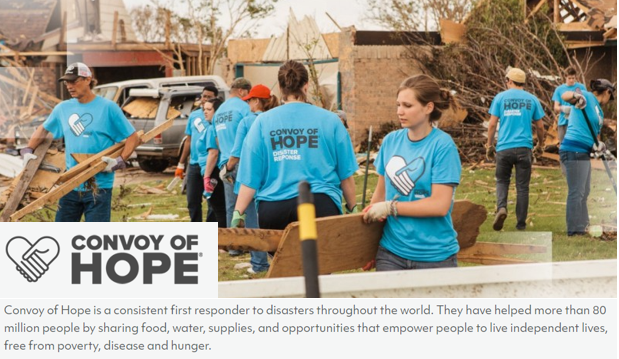 CONVOY OF
HOPE
CONVOY OF
HOPE
DISASTER
RESPONSE
HOPE
CONVOY OF
HOPE®
Convoy of Hope is a consistent first responder to disasters throughout the world. They have helped more than 80
million people by sharing food, water, supplies, and opportunities that empower people to live independent lives,
free from poverty, disease and hunger.